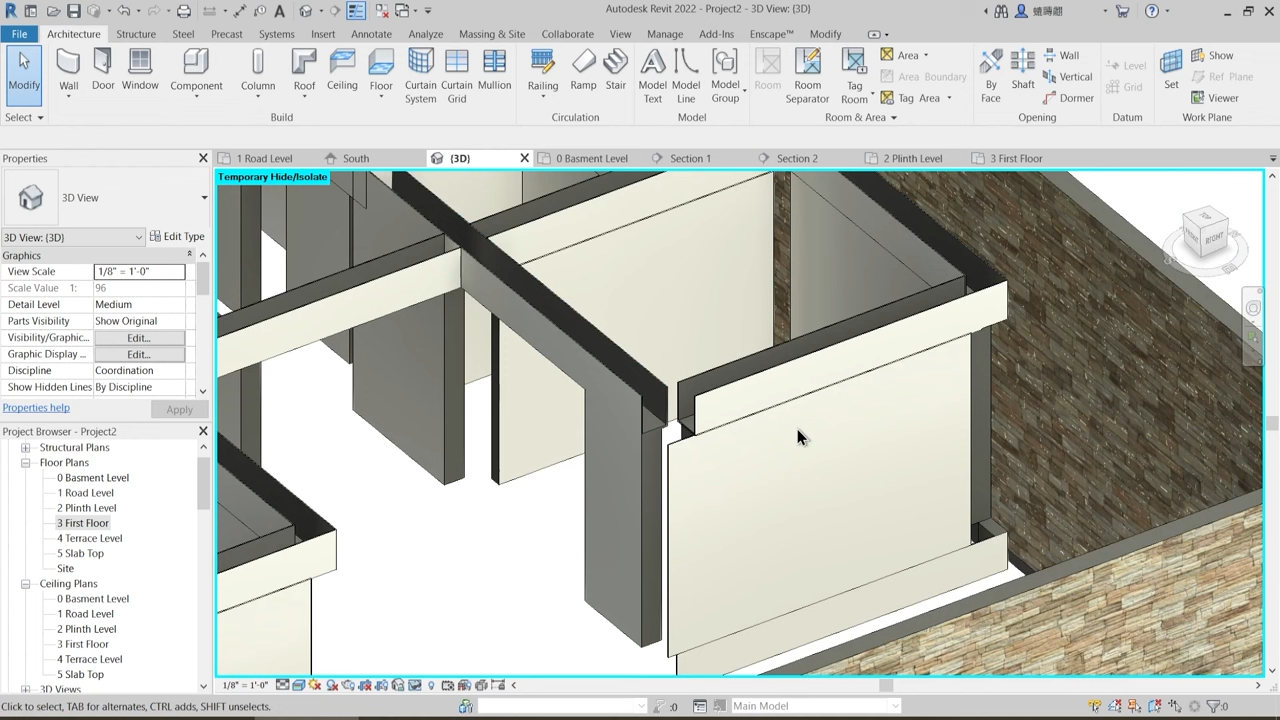 Autodesk Revit 2022 - Project2 - 3D View: {3D}
File Architecture Structure Steel Precast Systems Insert Annotate Analyze Massing & Site Collaborate View Manage Add-Ins Enscape™ Modify
Modify Wall Door Window Component Column Roof Ceiling Floor Curtain System Curtain Grid Mullion Railing Ramp Stair Model Text Model Line Model Group Room Room Separator Tag Room Area Area Boundary Tag Area By Face Shaft Wall Vertical Dormer Level Grid Set Show Ref Plane Viewer
Select Build Circulation Model Room & Area Opening Datum Work Plane
Properties
1 Road Level South {3D} 0 Basment Level Section 1 Section 2 2 Plinth Level 3 First Floor
Temporary Hide/Isolate
3D View
3D View: {3D} Edit Type
Graphics
View Scale 1/8" = 1'-0"
Scale Value 1: 96
Detail Level Medium
Parts Visibility Show Original
Visibility/Graphic... Edit...
Graphic Display ... Edit...
Discipline Coordination
Show Hidden Lines By Discipline
Properties help Apply
Project Browser - Project2
Structural Plans
Floor Plans
0 Basment Level
1 Road Level
2 Plinth Level
3 First Floor
4 Terrace Level
5 Slab Top
Site
Ceiling Plans
0 Basment Level
1 Road Level
2 Plinth Level
3 First Floor
4 Terrace Level
5 Slab Top
3D Views
TOP
RIGHT
1/8" = 1'-0"
Click to select, TAB for alternates, CTRL adds, SHIFT unselects. :0 Main Model :0